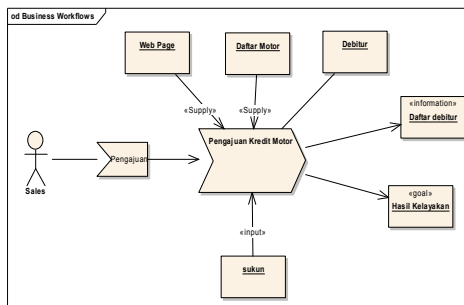 od Business Workflows
Web Page
Daftar Motor
Debitur
«Supply»
«Supply»
«information»
Daftar debitur
Pengajuan Kredit Motor
Pengajuan
Sales
«goal»
Hasil Kelayakan
«input»
sukun